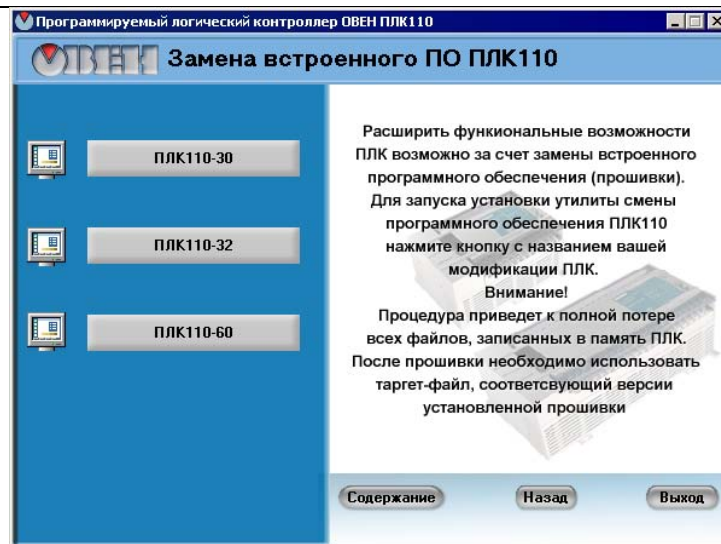 Программируемый логический контроллер ОВЕН ПЛК110
ОВЕН Замена встроенного ПО ПЛК110
ПЛК110-30
ПЛК110-32
ПЛК110-60
Расширить функиональные возможности
ПЛК возможно за счет замены встроенного
программного обеспечения (прошивки).
Для запуска установки утилиты смены
программного обеспечения ПЛК110
нажмите кнопку с названием вашей
модификации ПЛК.
Внимание!
Процедура приведет к полной потере
всех файлов, записанных в память ПЛК.
После прошивки необходимо использовать
таргет-файл, соответсвующий версии
установленной прошивки
Содержание Назад Выход